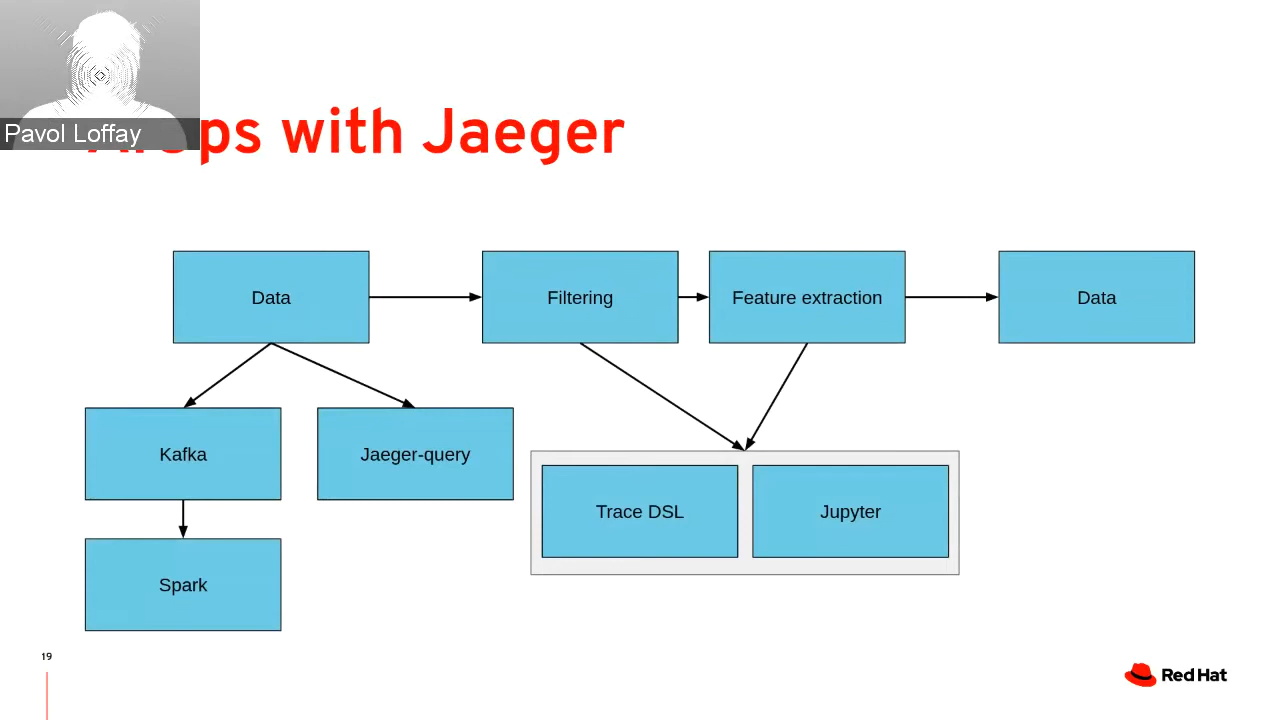 Pavol Loffay
AIOps with Jaeger
Data
Filtering
Feature extraction
Data
Kafka
Jaeger-query
Trace DSL
Jupyter
Spark
19
Red Hat